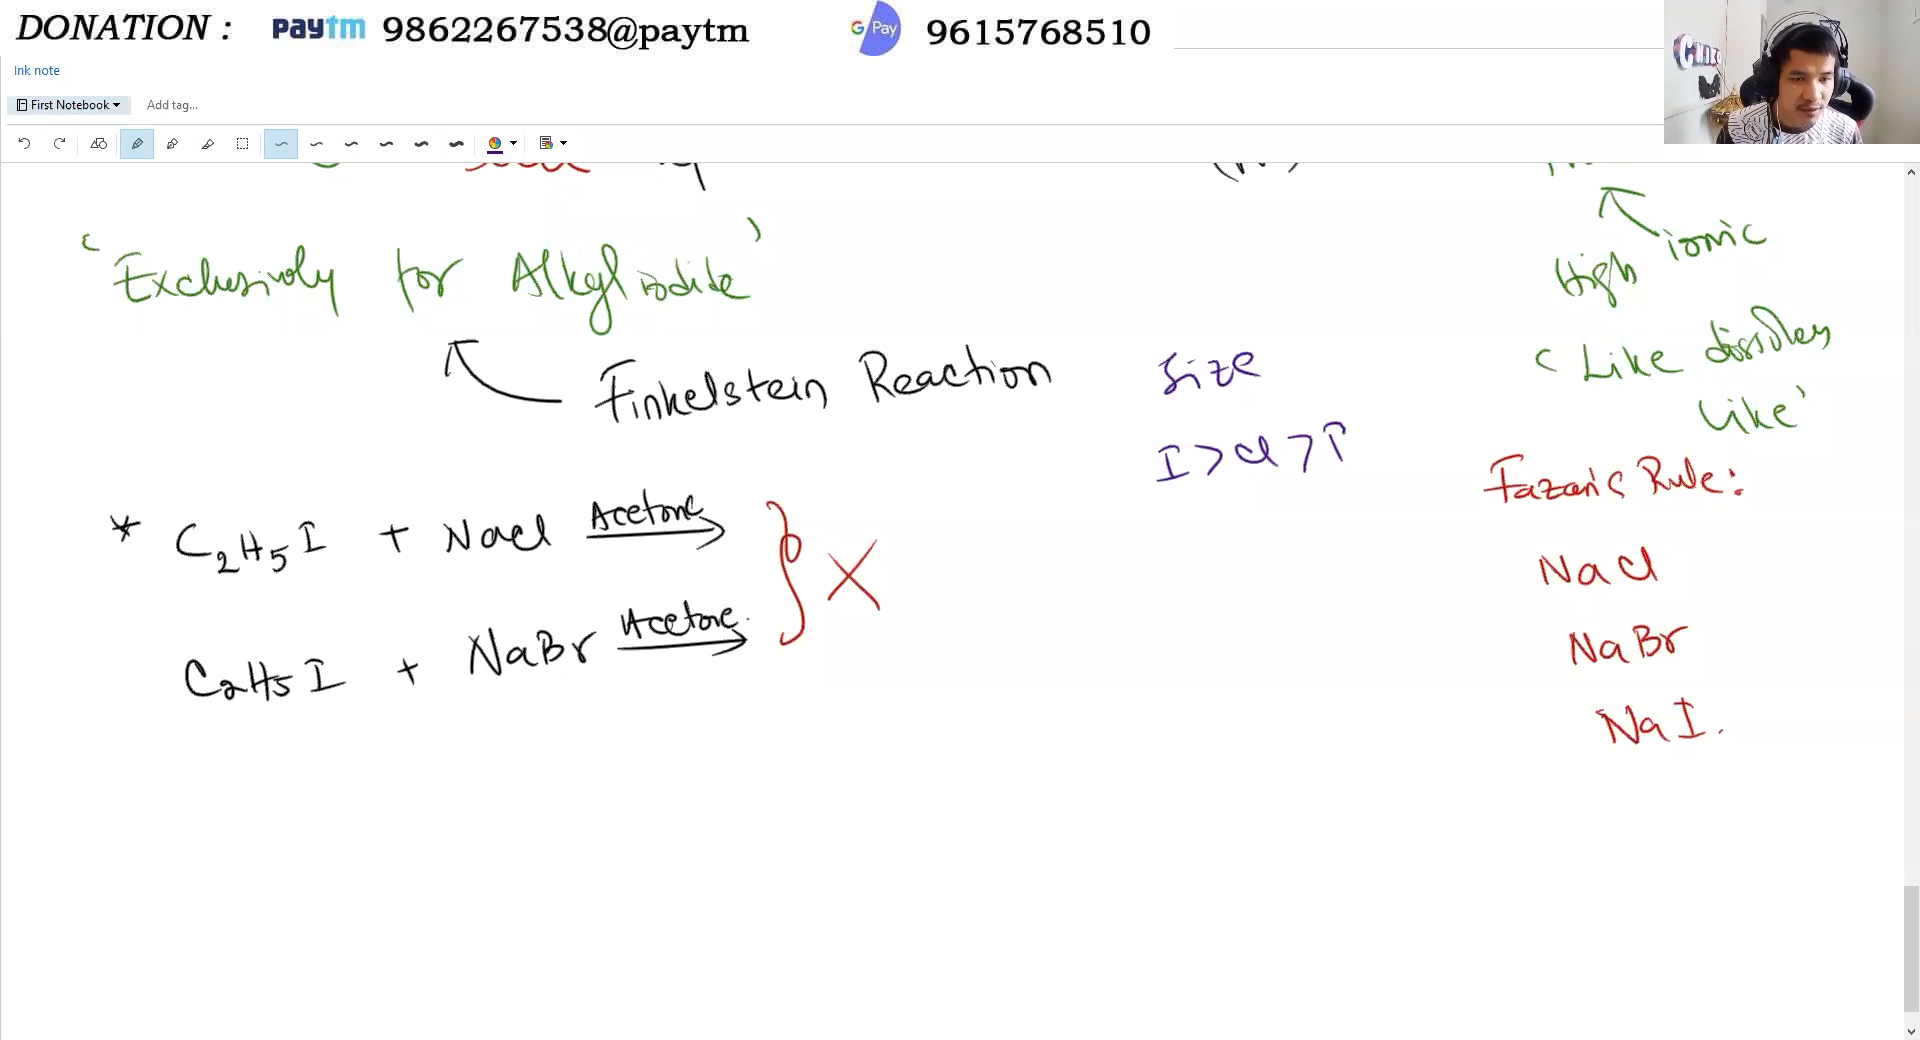 DONATION : paytm 9862267538@paytm G Pay 9615768510
Ink note
First Notebook Add tag...
'Exclusively for Alkyl iodide'
Finkelstein Reaction
* C₂H₅I + NaCl Acetone
C₂H₅I + NaBr Acetone
X
Size
I > Cl > F
High ionic
'Like dissolves
Like'
Fazan's Rule:
NaCl
NaBr
NaI.